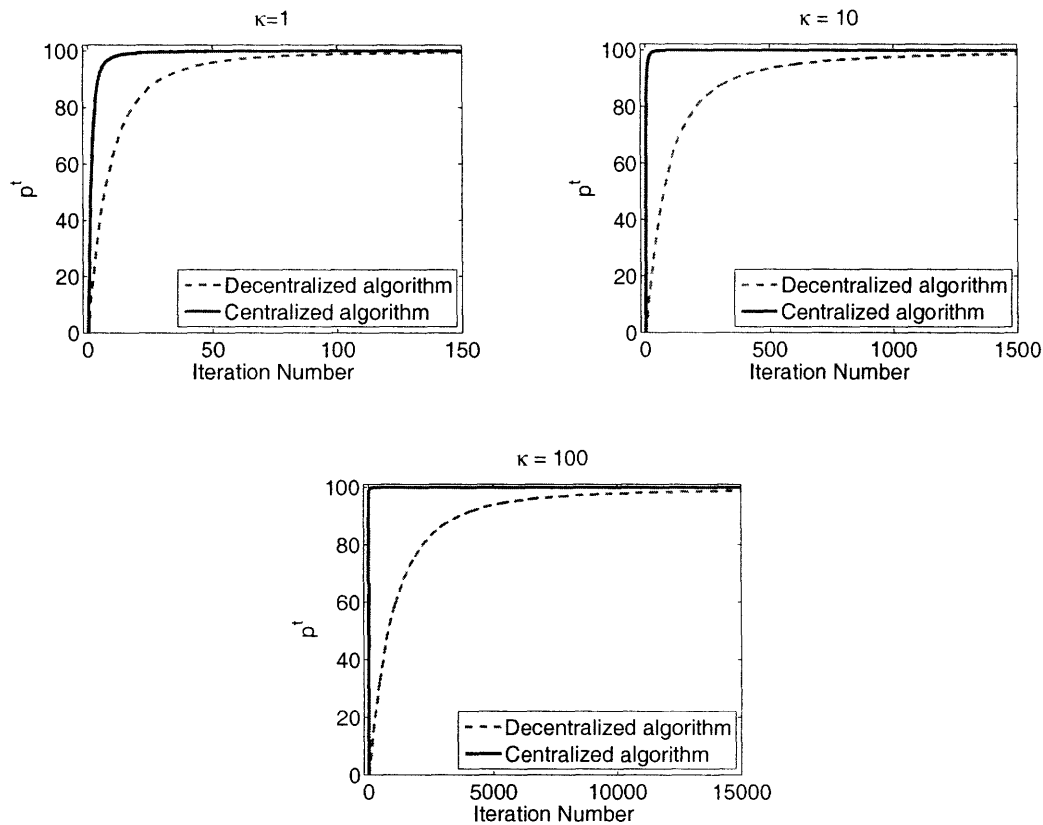 κ=1
100
80
60
40
20
0
p^t
Decentralized algorithm
Centralized algorithm
0 50 100 150
Iteration Number
κ = 10
100
80
60
40
20
0
p^t
Decentralized algorithm
Centralized algorithm
0 500 1000 1500
Iteration Number
κ = 100
100
80
60
40
20
0
p^t
Decentralized algorithm
Centralized algorithm
0 5000 10000 15000
Iteration Number